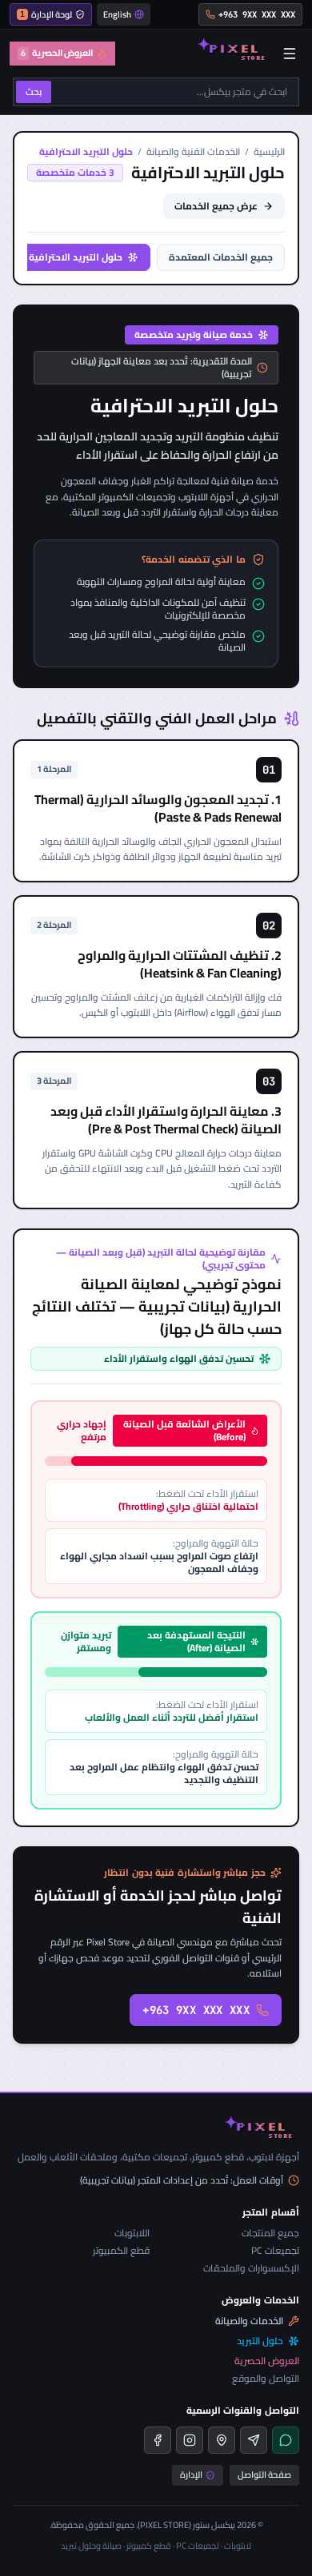 +963 9XX XXX XXX
English
لوحة الإدارة 1
PIXEL STORE
العروض الحصرية 6
ابحث في متجر بيكسل...
بحث
الرئيسية / الخدمات الفنية والصيانة / حلول التبريد الاحترافية
حلول التبريد الاحترافية
3 خدمات متخصصة
عرض جميع الخدمات
جميع الخدمات المعتمدة
حلول التبريد الاحترافية
خدمة صيانة وتبريد متخصصة
المدة التقديرية: تُحدد بعد معاينة الجهاز (بيانات
تجريبية)
حلول التبريد الاحترافية
تنظيف منظومة التبريد وتجديد المعاجين الحرارية للحد
من ارتفاع الحرارة والحفاظ على استقرار الأداء
خدمة صيانة فنية لمعالجة تراكم الغبار وجفاف المعجون
الحراري في أجهزة اللابتوب وتجميعات الكمبيوتر المكتبية، مع
معاينة درجات الحرارة واستقرار التردد قبل وبعد الصيانة.
ما الذي تتضمنه الخدمة؟
معاينة أولية لحالة المراوح ومسارات التهوية
تنظيف آمن للمكونات الداخلية والمنافذ بمواد
مخصصة للإلكترونيات
ملخص مقارنة توضيحي لحالة التبريد قبل وبعد
الصيانة
مراحل العمل الفني والتقني بالتفصيل
01
المرحلة 1
1. تجديد المعجون والوسائد الحرارية (Thermal
Paste & Pads Renewal)
استبدال المعجون الحراري الجاف والوسائد الحرارية التالفة بمواد
تبريد مناسبة لطبيعة الجهاز ودوائر الطاقة وذواكر كرت الشاشة.
02
المرحلة 2
2. تنظيف المشتتات الحرارية والمراوح
(Heatsink & Fan Cleaning)
فك وإزالة التراكمات الغبارية من زعانف المشتت والمراوح وتحسين
مسار تدفق الهواء (Airflow) داخل اللابتوب أو الكيس.
03
المرحلة 3
3. معاينة الحرارة واستقرار الأداء قبل وبعد
الصيانة (Pre & Post Thermal Check)
معاينة درجات حرارة المعالج CPU وكرت الشاشة GPU واستقرار
التردد تحت ضغط التشغيل قبل البدء وبعد الانتهاء للتحقق من
كفاءة التبريد.
مقارنة توضيحية لحالة التبريد (قبل وبعد الصيانة —
محتوى تجريبي)
نموذج توضيحي لمعاينة الصيانة
الحرارية (بيانات تجريبية — تختلف النتائج
حسب حالة كل جهاز)
تحسين تدفق الهواء واستقرار الأداء
الأعراض الشائعة قبل الصيانة
(Before)
إجهاد حراري
مرتفع
استقرار الأداء تحت الضغط:
احتمالية اختناق حراري (Throttling)
حالة التهوية والمراوح:
ارتفاع صوت المراوح بسبب انسداد مجاري الهواء
وجفاف المعجون
النتيجة المستهدفة بعد
الصيانة (After)
تبريد متوازن
ومستقر
استقرار الأداء تحت الضغط:
استقرار أفضل للتردد أثناء العمل والألعاب
حالة التهوية والمراوح:
تحسن تدفق الهواء وانتظام عمل المراوح بعد
التنظيف والتجديد
حجز مباشر واستشارة فنية بدون انتظار
تواصل مباشر لحجز الخدمة أو الاستشارة
الفنية
تحدث مباشرة مع مهندسي الصيانة في Pixel Store عبر الرقم
الرئيسي أو قنوات التواصل الفوري لتحديد موعد فحص جهازك أو
استلامه.
+963 9XX XXX XXX
PIXEL STORE
أجهزة لابتوب، قطع كمبيوتر، تجميعات مكتبية، وملحقات الألعاب والعمل
أوقات العمل: تُحدد من إعدادات المتجر (بيانات تجريبية)
أقسام المتجر
جميع المنتجات
اللابتوبات
تجميعات PC
قطع الكمبيوتر
الإكسسوارات والملحقات
الخدمات والعروض
الخدمات والصيانة
حلول التبريد
العروض الحصرية
التواصل والموقع
التواصل والقنوات الرسمية
صفحة التواصل
الإدارة
© 2026 بيكسل ستور (PIXEL STORE). جميع الحقوق محفوظة.
لابتوبات · تجميعات PC · قطع كمبيوتر · صيانة وحلول تبريد